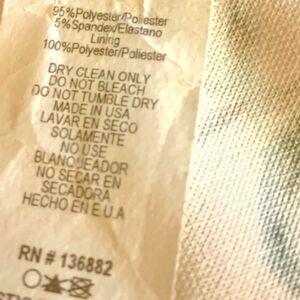 95%Polyester/Poliester
5%Spandex/Elastano
Lining
100%Polyester/Poliester
DRY CLEAN ONLY
DO NOT BLEACH
DO NOT TUMBLE DRY
MADE IN USA
LAVAR EN SECO
SOLAMENTE
NO USE
BLANQUEADOR
NO SECAR EN
SECADORA
HECHO EN E.U.A
RN # 136882